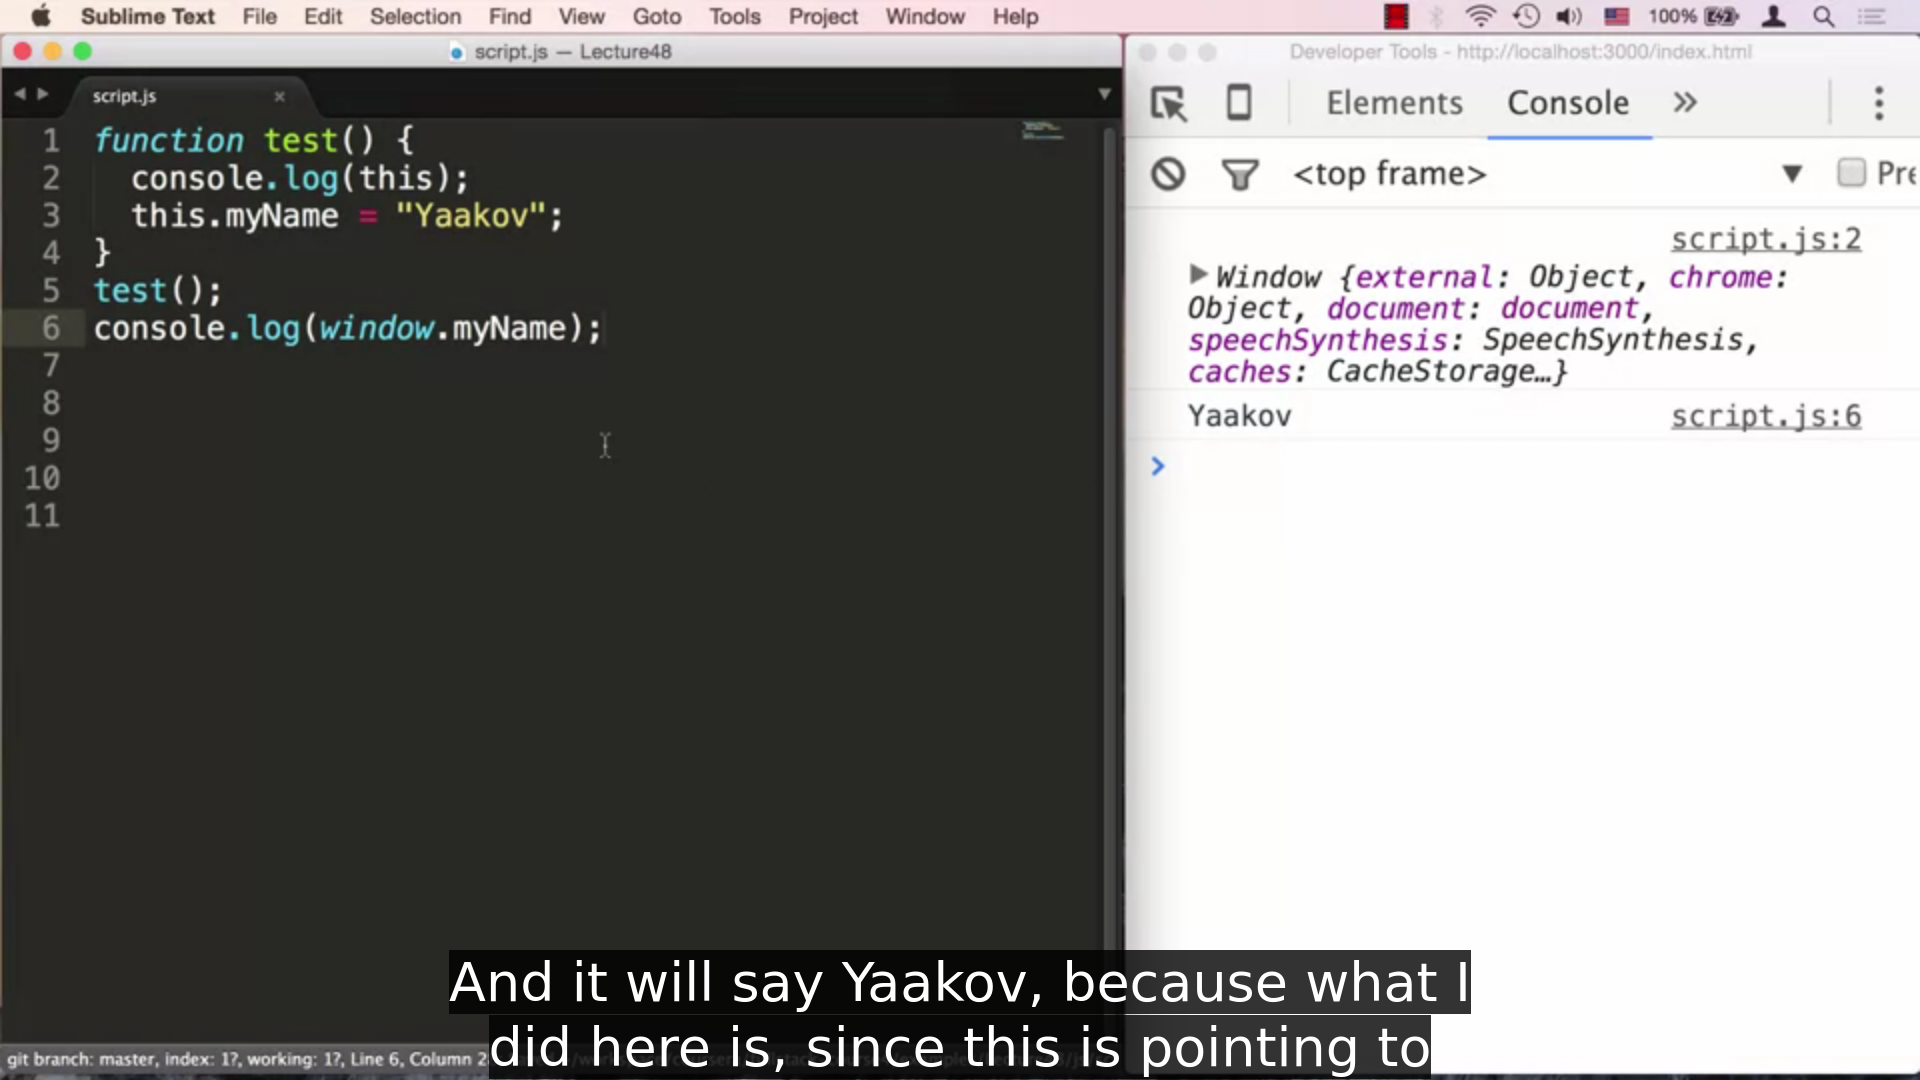 Sublime Text File Edit Selection Find View Goto Tools Project Window Help 100%
script.js — Lecture48
script.js
1 function test() {
2 console.log(this);
3 this.myName = "Yaakov";
4 }
5 test();
6 console.log(window.myName);
7
8
9
10
11
git branch: master, index: 1?, working: 1?, Line 6, Column 2
Developer Tools - http://localhost:3000/index.html
Elements Console
<top frame> Pre
script.js:2
Window {external: Object, chrome:
Object, document: document,
speechSynthesis: SpeechSynthesis,
caches: CacheStorage…}
Yaakov script.js:6
And it will say Yaakov, because what I
did here is, since this is pointing to